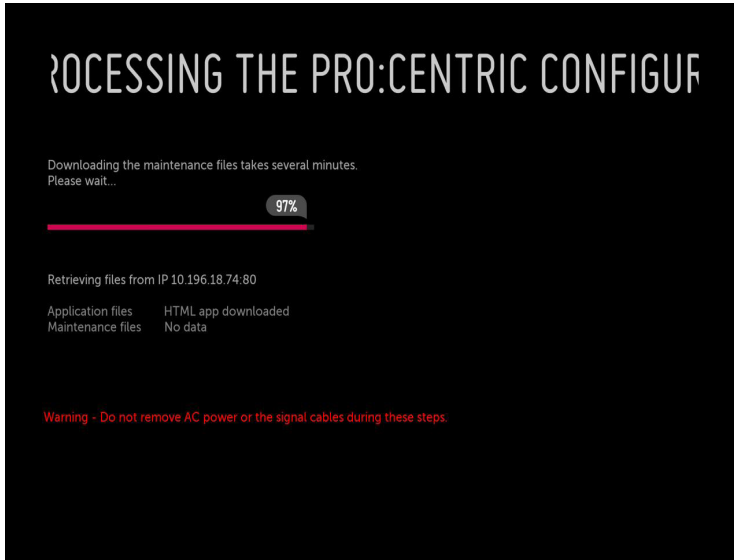 ROCESSING THE PRO:CENTRIC CONFIGUR
Downloading the maintenance files takes several minutes.
Please wait...
97%
Retrieving files from IP 10.196.18.74:80
Application files HTML app downloaded
Maintenance files No data
Warning - Do not remove AC power or the signal cables during these steps.